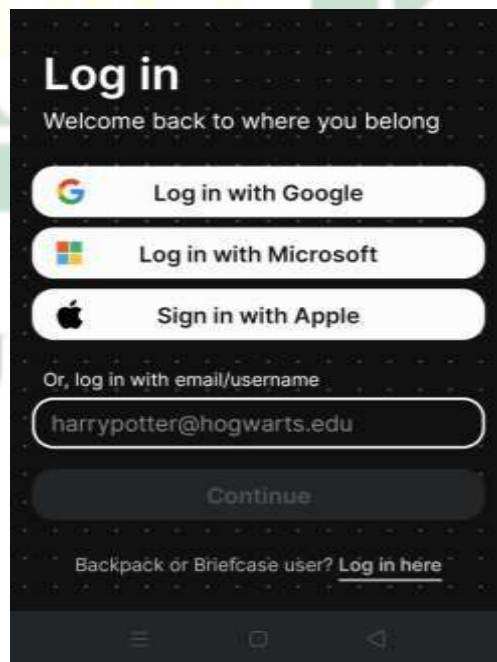 Log in
Welcome back to where you belong
Log in with Google
Log in with Microsoft
Sign in with Apple
Or, log in with email/username
harrypotter@hogwarts.edu
Continue
Backpack or Briefcase user? Log in here